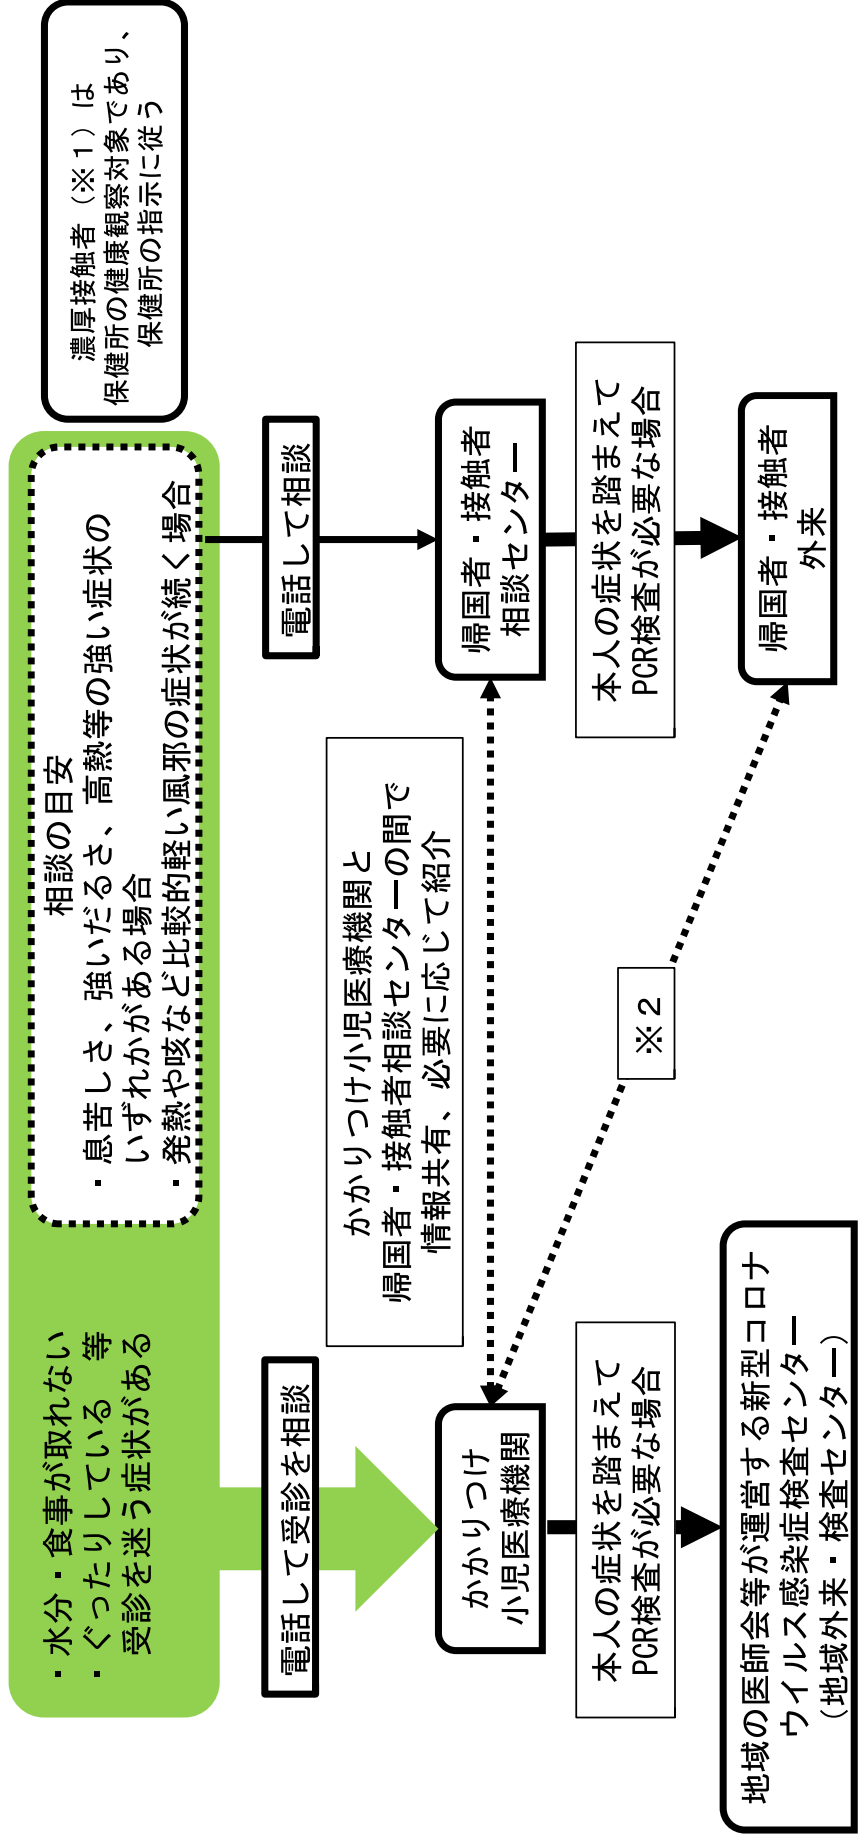 ・水分・食事が取れない
・ぐったりしている 等
受診を迷う症状がある
相談の目安
・息苦しさ、強いだるさ、高熱等の強い症状の
いずれかがある場合
・発熱や咳など比較的軽い風邪の症状が続く場合
濃厚接触者（※１）は
保健所の健康観察対象であり、
保健所の指示に従う
電話して受診を相談
電話して相談
かかりつけ小児医療機関と
帰国者・接触者相談センターの間で
情報共有、必要に応じて紹介
かかりつけ
小児医療機関
帰国者・接触者
相談センター
本人の症状を踏まえて
PCR検査が必要な場合
※２
本人の症状を踏まえて
PCR検査が必要な場合
地域の医師会等が運営する新型コロナ
ウイルス感染症検査センター
（地域外来・検査センター）
帰国者・接触者
外来